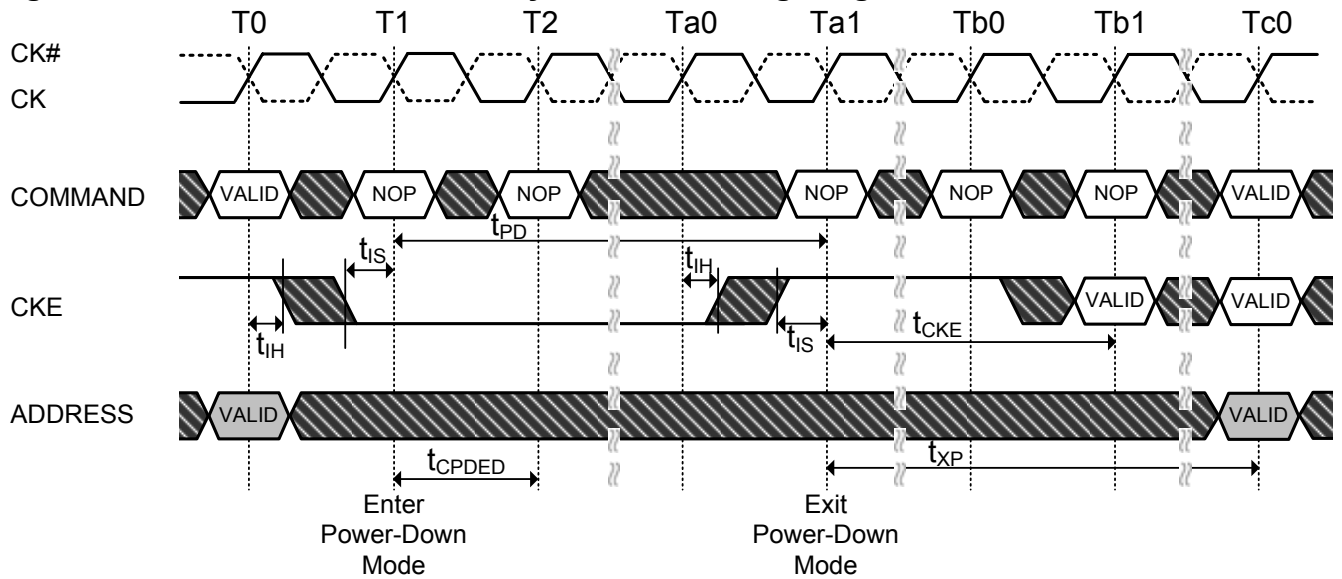 T0 T1 T2 Ta0 Ta1 Tb0 Tb1 Tc0
CK#
CK
COMMAND VALID NOP NOP NOP NOP NOP VALID
tPD
tIS tIH
CKE VALID VALID
tIH tIS tCKE
ADDRESS VALID VALID
tCPDED tXP
Enter
Power-Down
Mode
Exit
Power-Down
Mode